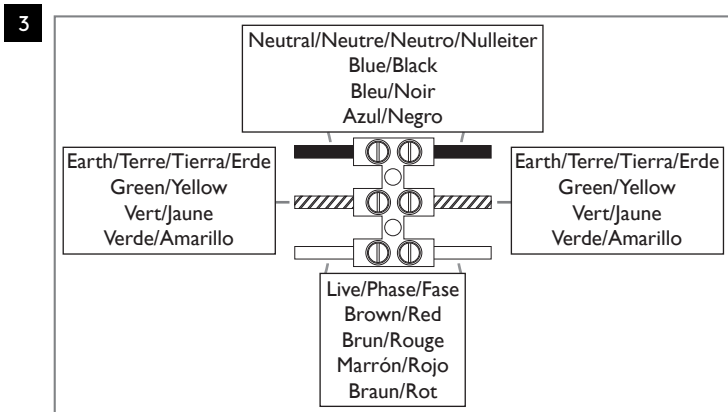 3
Neutral/Neutre/Neutro/Nulleiter
Blue/Black
Bleu/Noir
Azul/Negro
Earth/Terre/Tierra/Erde
Green/Yellow
Vert/Jaune
Verde/Amarillo
Earth/Terre/Tierra/Erde
Green/Yellow
Vert/Jaune
Verde/Amarillo
Live/Phase/Fase
Brown/Red
Brun/Rouge
Marrón/Rojo
Braun/Rot